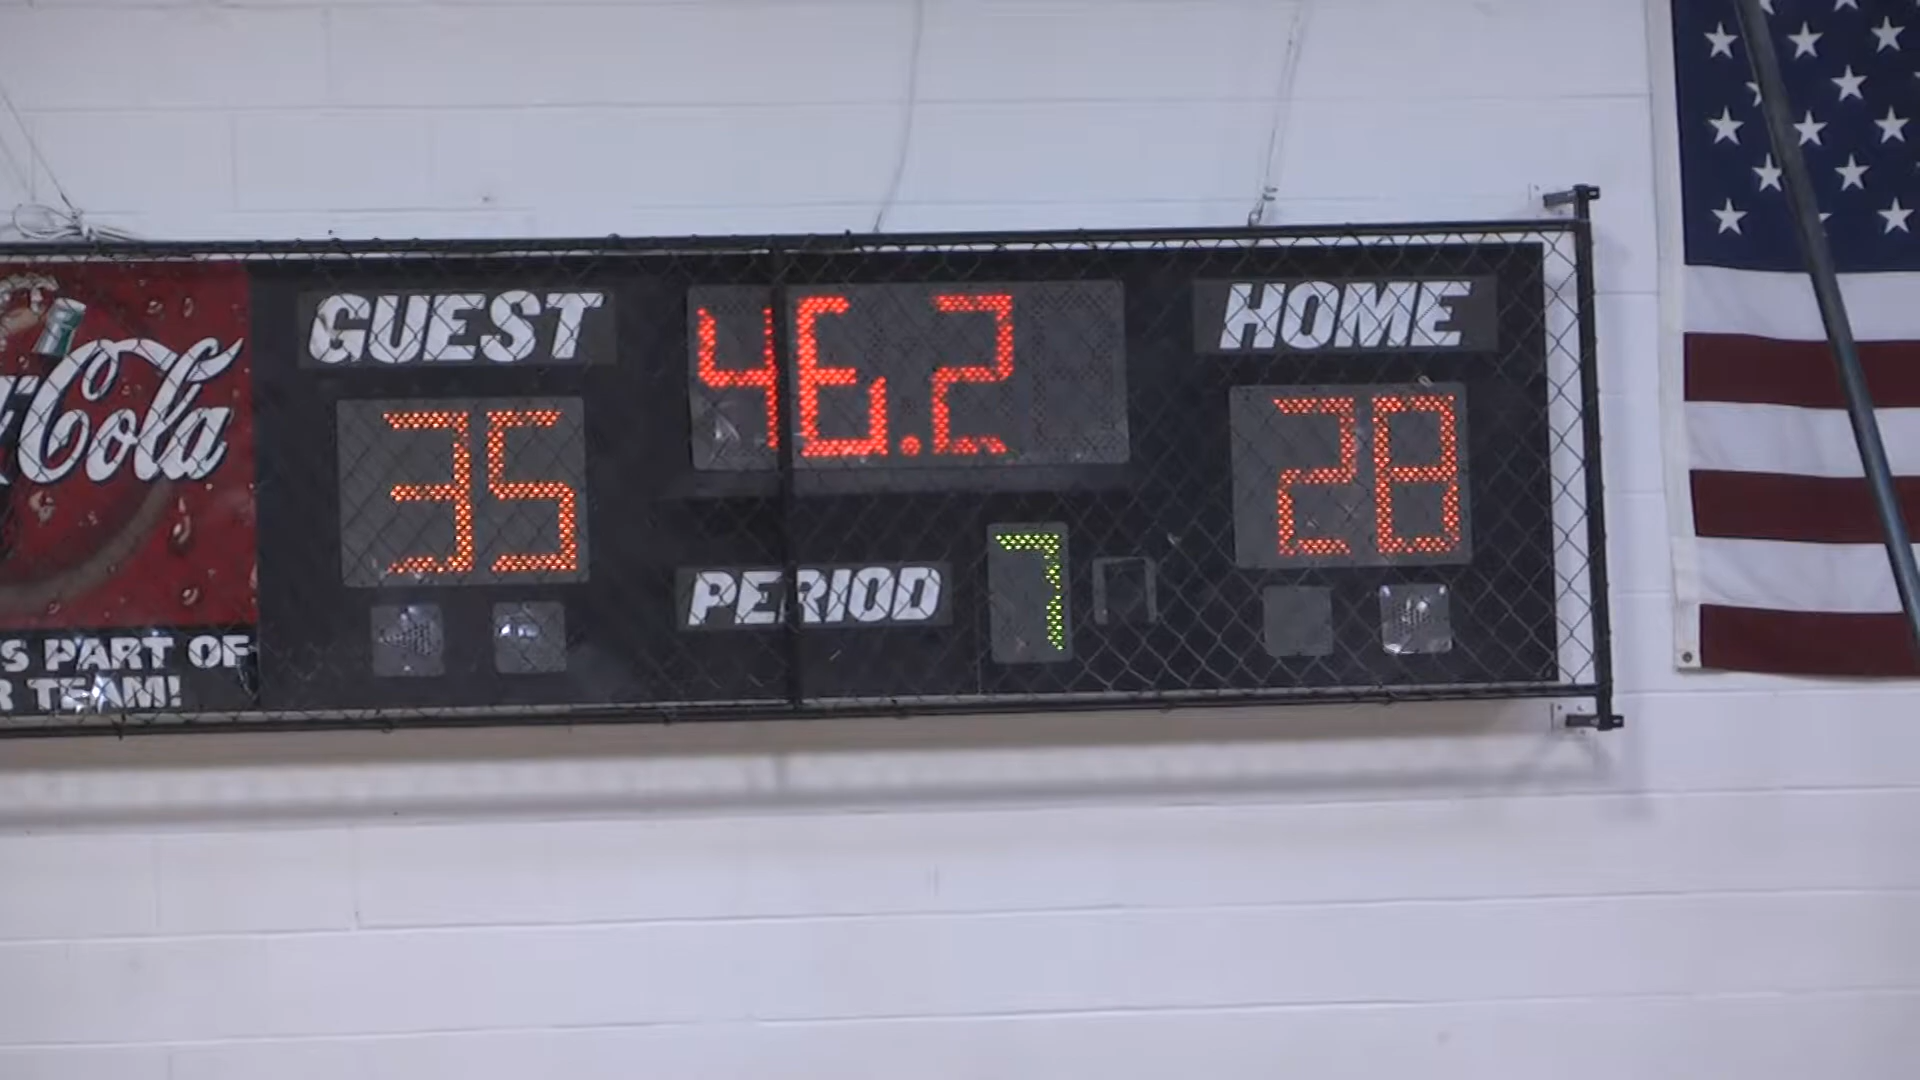 GUEST
46.2
HOME
35
28
PERIOD
7
Cola
S PART OF
R TEAM!